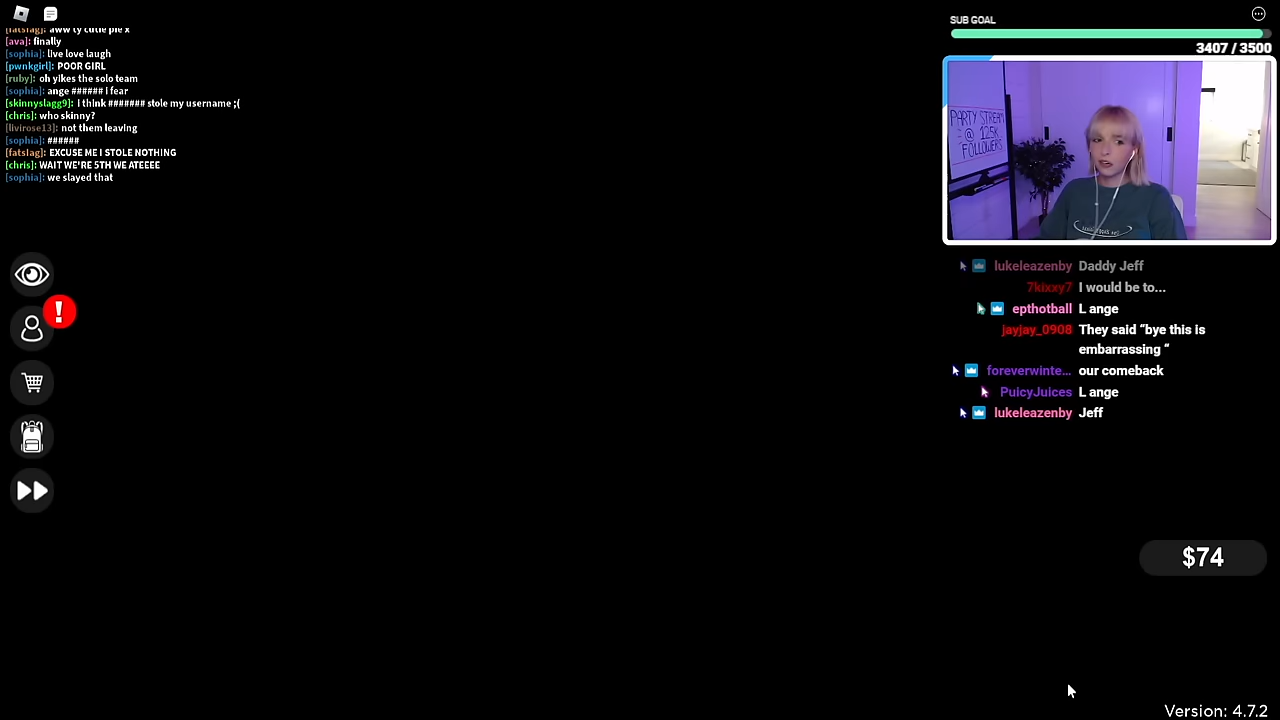 [fatslag]: aww ty cutie pie x
[ava]: finally
[sophia]: live love laugh
[pwnkgirl]: POOR GIRL
[ruby]: oh yikes the solo team
[sophia]: ange ###### i fear
[skinnyslagg9]: i think ####### stole my username ;(
[chris]: who skinny?
[livirose13]: not them leaving
[sophia]: ######
[fatslag]: EXCUSE ME I STOLE NOTHING
[chris]: WAIT WE'RE 5TH WE ATEEEE
[sophia]: we slayed that
SUB GOAL
3407 / 3500
PARTY STREAM
= @ 125K
FOLLOWERS
lukeleazenby Daddy Jeff
7kixxy7 I would be to...
epthotball L ange
jayjay_0908 They said “bye this is
embarrassing “
foreverwinte... our comeback
PuicyJuices L ange
lukeleazenby Jeff
$74
Version: 4.7.2